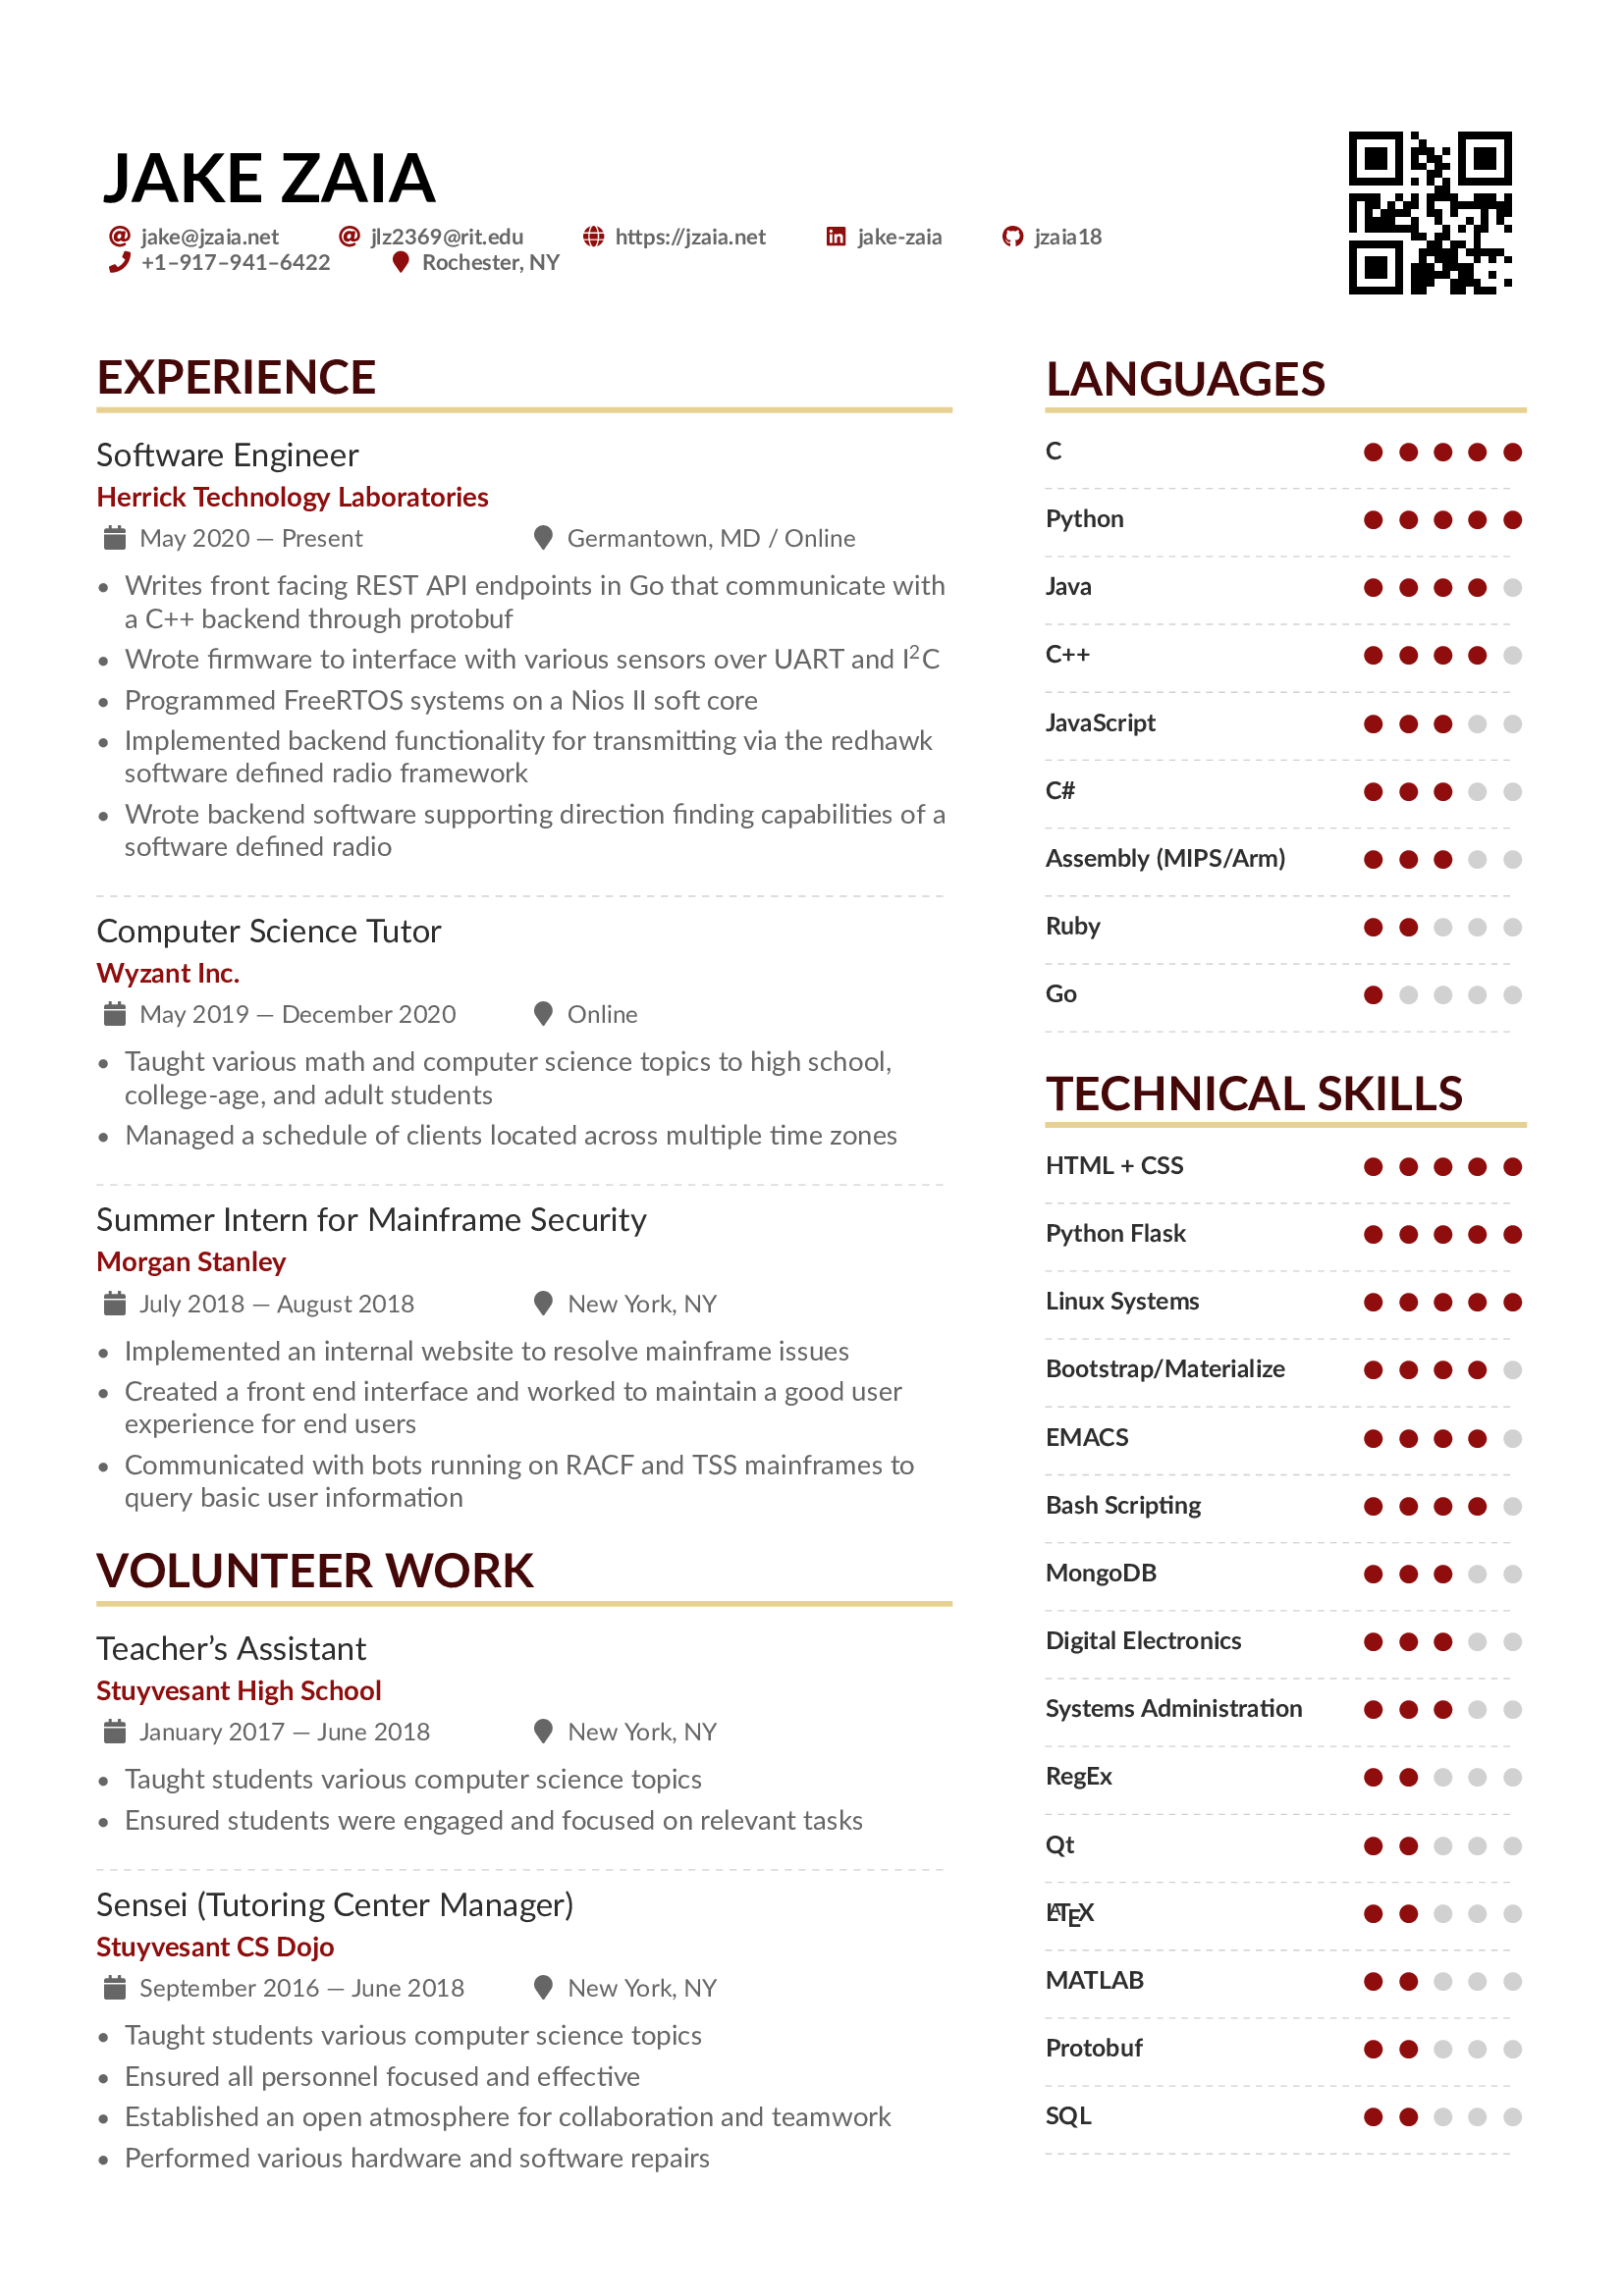 JAKE ZAIA
jake@jzaia.net jlz2369@rit.edu https://jzaia.net jake-zaia jzaia18
+1–917–941–6422 Rochester, NY
EXPERIENCE
Software Engineer
Herrick Technology Laboratories
May 2020 — Present Germantown, MD / Online
• Writes front facing REST API endpoints in Go that communicate with
a C++ backend through protobuf
• Wrote firmware to interface with various sensors over UART and I²C
• Programmed FreeRTOS systems on a Nios II soft core
• Implemented backend functionality for transmitting via the redhawk
software defined radio framework
• Wrote backend software supporting direction finding capabilities of a
software defined radio
Computer Science Tutor
Wyzant Inc.
May 2019 — December 2020 Online
• Taught various math and computer science topics to high school,
college-age, and adult students
• Managed a schedule of clients located across multiple time zones
Summer Intern for Mainframe Security
Morgan Stanley
July 2018 — August 2018 New York, NY
• Implemented an internal website to resolve mainframe issues
• Created a front end interface and worked to maintain a good user
experience for end users
• Communicated with bots running on RACF and TSS mainframes to
query basic user information
VOLUNTEER WORK
Teacher’s Assistant
Stuyvesant High School
January 2017 — June 2018 New York, NY
• Taught students various computer science topics
• Ensured students were engaged and focused on relevant tasks
Sensei (Tutoring Center Manager)
Stuyvesant CS Dojo
September 2016 — June 2018 New York, NY
• Taught students various computer science topics
• Ensured all personnel focused and effective
• Established an open atmosphere for collaboration and teamwork
• Performed various hardware and software repairs
LANGUAGES
C
Python
Java
C++
JavaScript
C#
Assembly (MIPS/Arm)
Ruby
Go
TECHNICAL SKILLS
HTML + CSS
Python Flask
Linux Systems
Bootstrap/Materialize
EMACS
Bash Scripting
MongoDB
Digital Electronics
Systems Administration
RegEx
Qt
LATEX
MATLAB
Protobuf
SQL